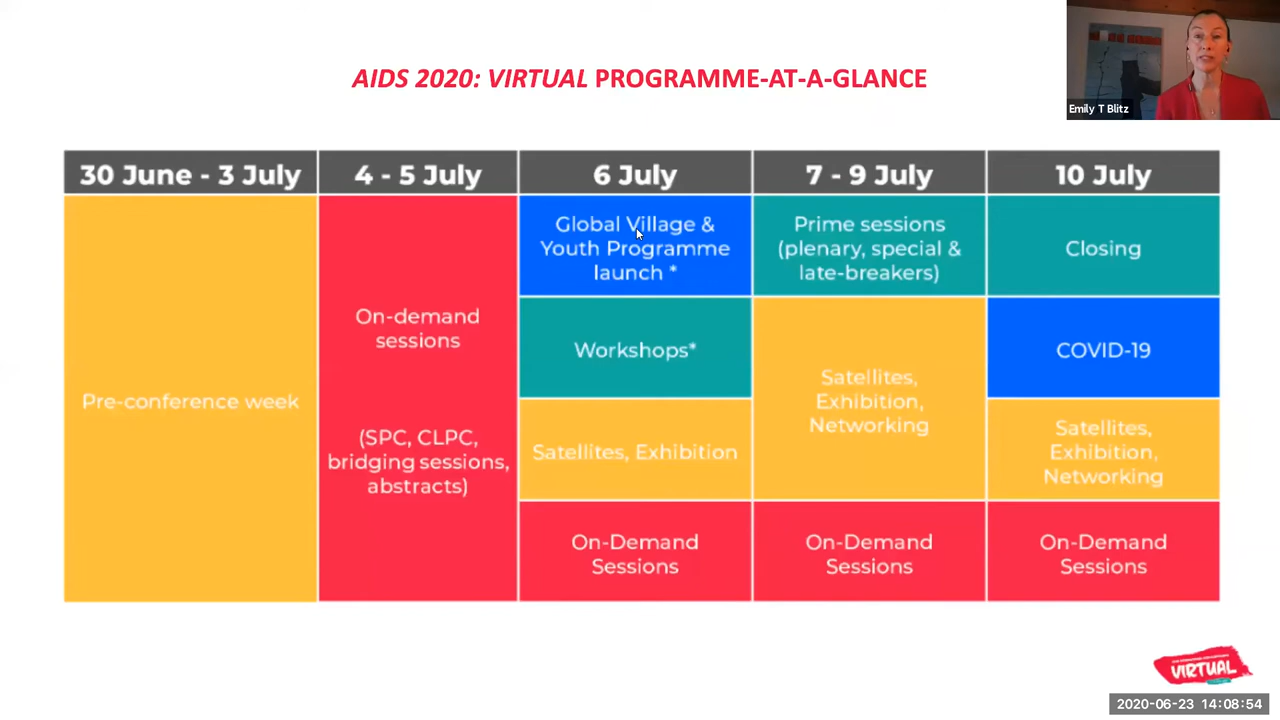 Emily T Blitz
AIDS 2020: VIRTUAL PROGRAMME-AT-A-GLANCE
30 June - 3 July
4 - 5 July
6 July
7 - 9 July
10 July
Pre-conference week
On-demand
sessions
(SPC, CLPC,
bridging sessions,
abstracts)
Global Village &
Youth Programme
launch *
Workshops*
Satellites, Exhibition
On-Demand
Sessions
Prime sessions
(plenary, special &
late-breakers)
Satellites,
Exhibition,
Networking
On-Demand
Sessions
Closing
COVID-19
Satellites,
Exhibition,
Networking
On-Demand
Sessions
VIRTUAL
2020-06-23 14:08:54